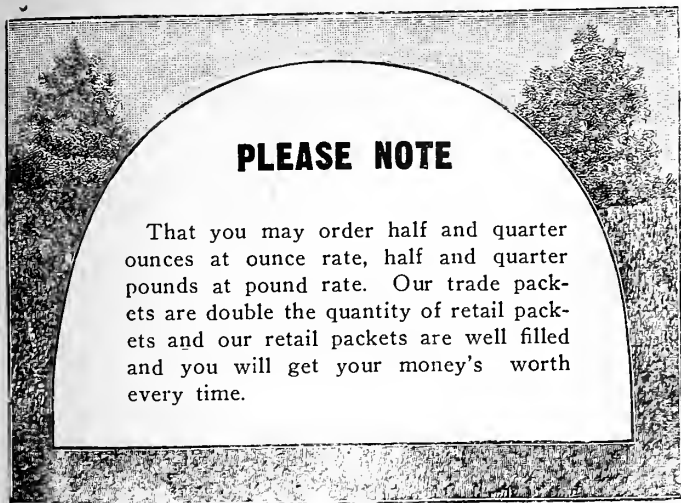 PLEASE NOTE
That you may order half and quarter
ounces at ounce rate, half and quarter
pounds at pound rate. Our trade pack-
ets are double the quantity of retail pack-
ets and our retail packets are well filled
and you will get your money's worth
every time.